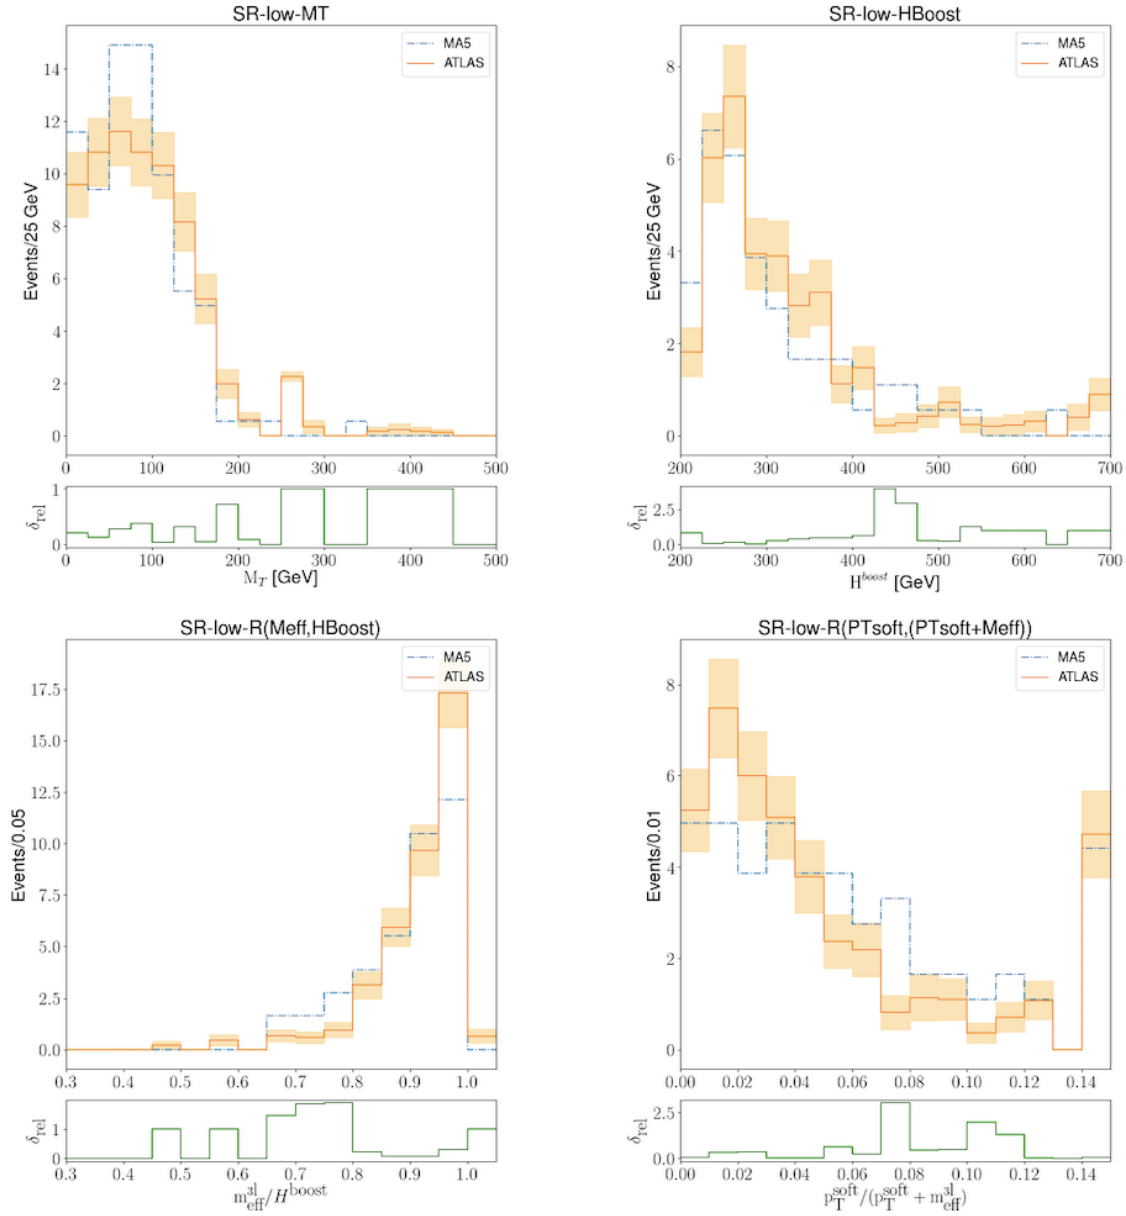 SR-low-MT
MA5
ATLAS
Events/25 GeV
14
12
10
8
6
4
2
0
0 100 200 300 400 500
δrel
1
0
0 100 200 300 400 500
M_T [GeV]
SR-low-HBoost
MA5
ATLAS
Events/25 GeV
8
6
4
2
0
200 300 400 500 600 700
δrel
2.5
0.0
200 300 400 500 600 700
H^boost [GeV]
SR-low-R(Meff,HBoost)
MA5
ATLAS
Events/0.05
17.5
15.0
12.5
10.0
7.5
5.0
2.5
0.0
0.3 0.4 0.5 0.6 0.7 0.8 0.9 1.0
δrel
1
0
0.3 0.4 0.5 0.6 0.7 0.8 0.9 1.0
m_eff^3l/H^boost
SR-low-R(PTsoft,(PTsoft+Meff))
MA5
ATLAS
Events/0.01
8
6
4
2
0
0.00 0.02 0.04 0.06 0.08 0.10 0.12 0.14
δrel
2.5
0.0
0.00 0.02 0.04 0.06 0.08 0.10 0.12 0.14
p_T^soft/(p_T^soft + m_eff^3l)